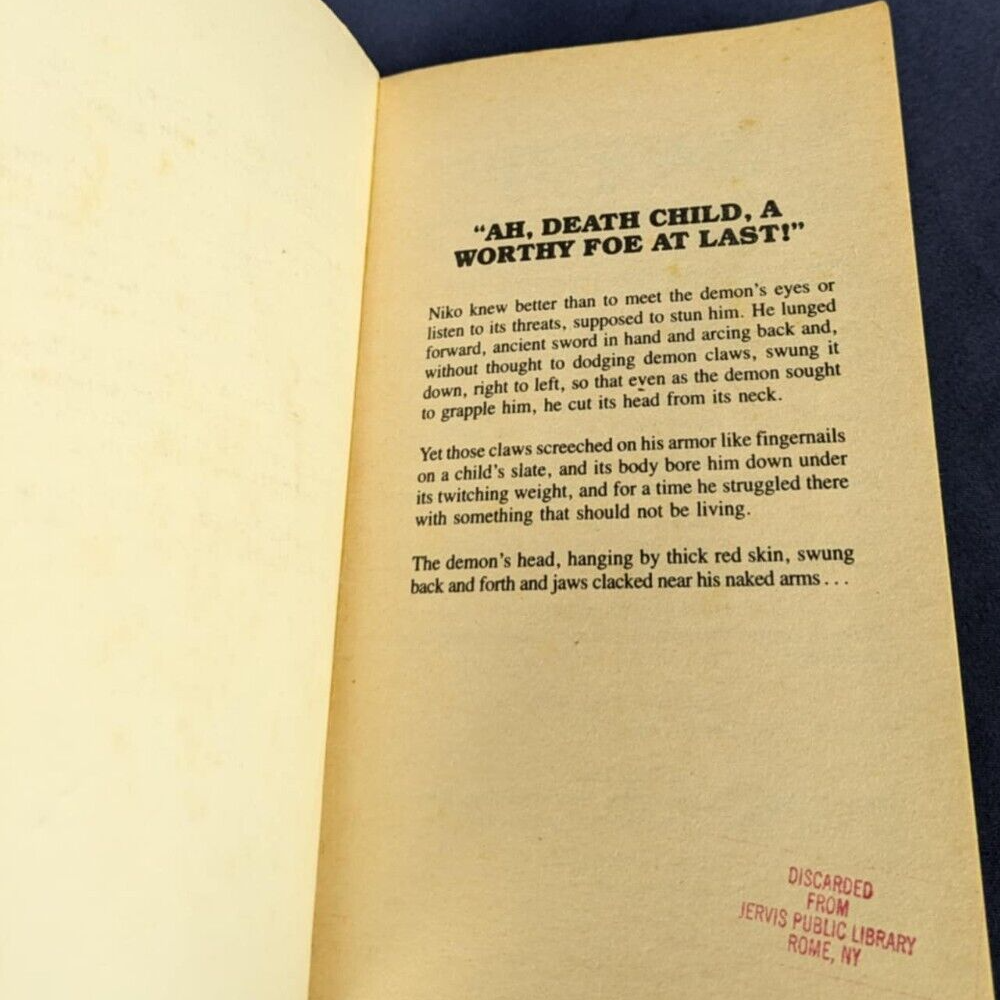 “AH, DEATH CHILD, A
WORTHY FOE AT LAST!”
Niko knew better than to meet the demon’s eyes or
listen to its threats, supposed to stun him. He lunged
forward, ancient sword in hand and arcing back and,
without thought to dodging demon claws, swung it
down, right to left, so that even as the demon sought
to grapple him, he cut its head from its neck.
Yet those claws screeched on his armor like fingernails
on a child’s slate, and its body bore him down under
its twitching weight, and for a time he struggled there
with something that should not be living.
The demon’s head, hanging by thick red skin, swung
back and forth and jaws clacked near his naked arms . . .
DISCARDED
FROM
JERVIS PUBLIC LIBRARY
ROME, NY